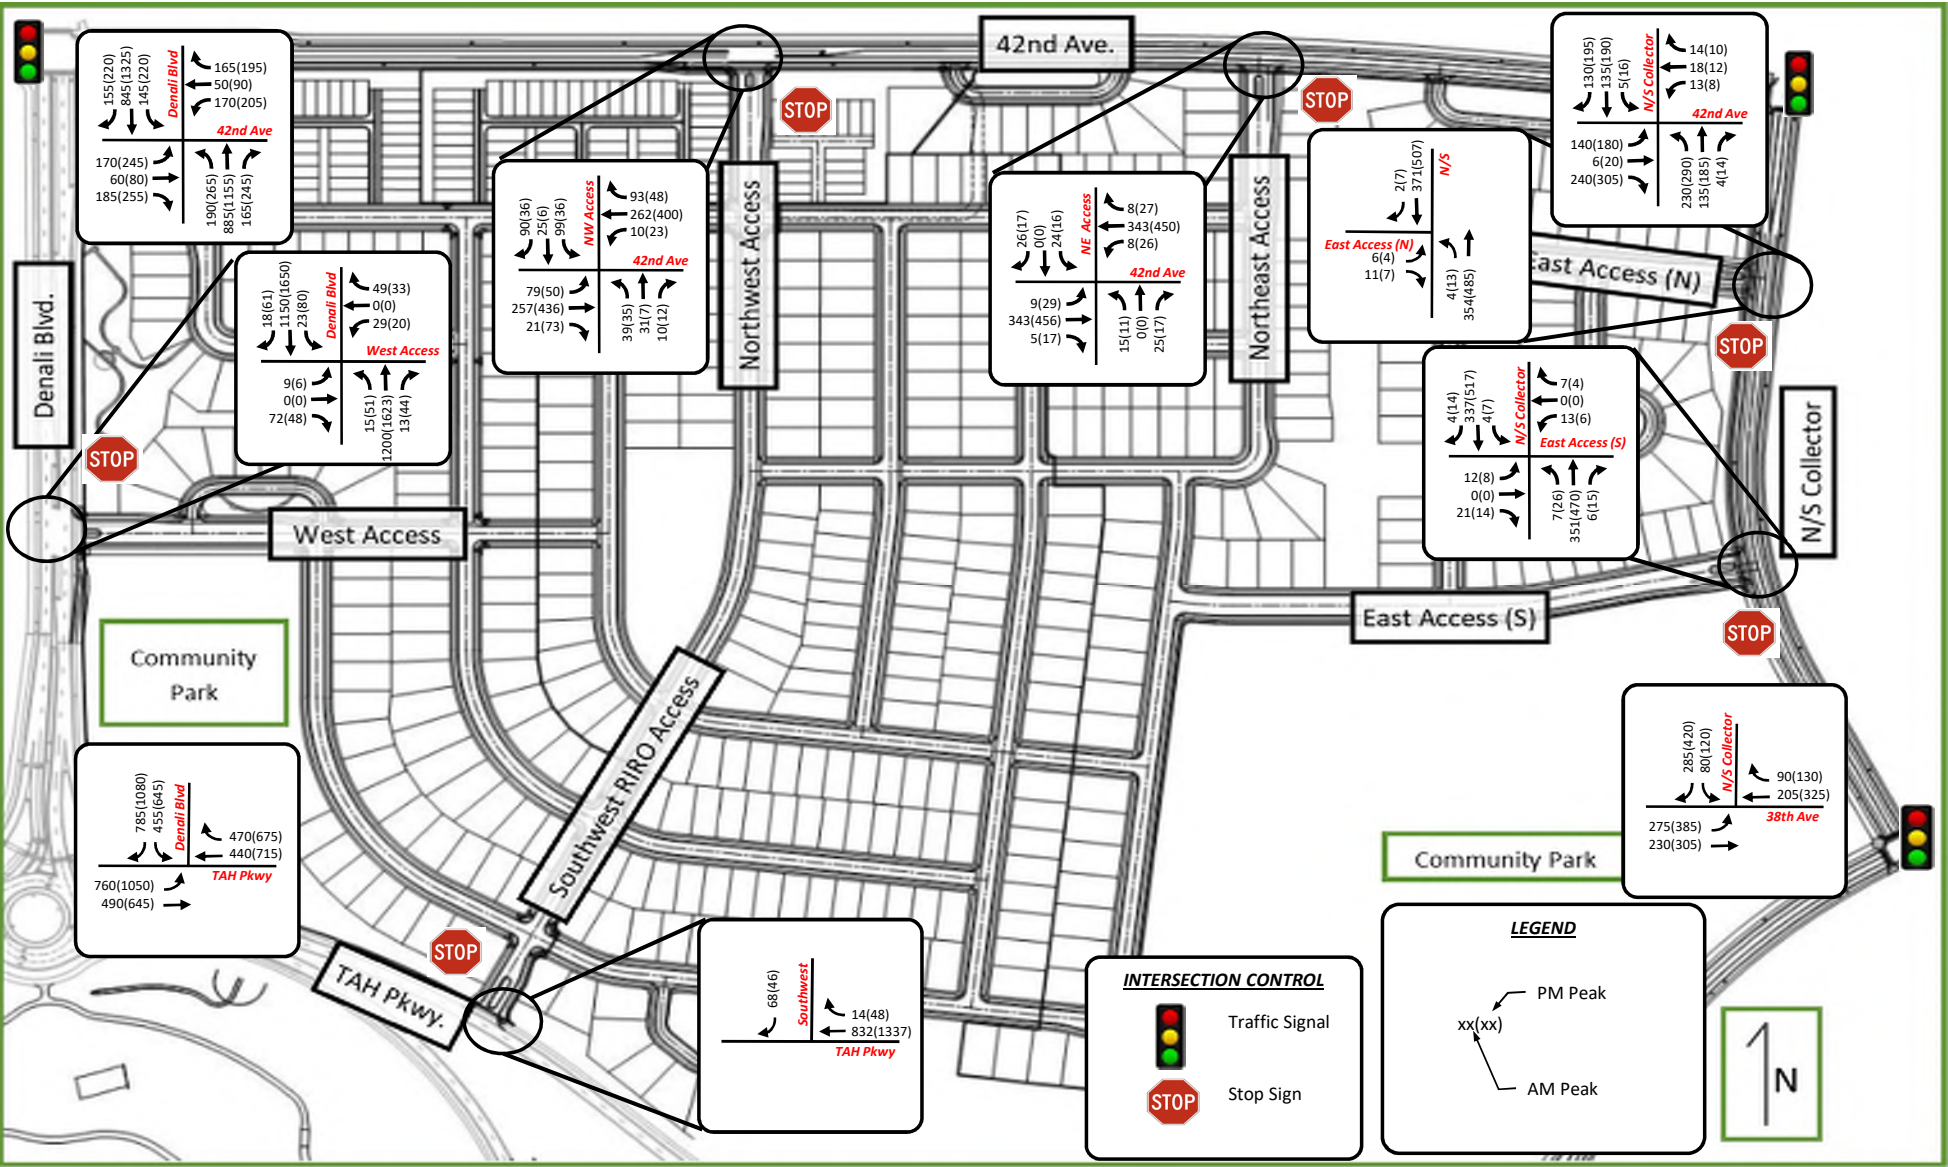 42nd Ave.
155(220)
845(1325)
145(220)
Denali Blvd
165(195)
50(90)
170(205)
42nd Ave
170(245)
60(80)
185(255)
190(265)
885(1155)
165(245)
18(61)
1150(1650)
23(80)
Denali Blvd
49(33)
0(0)
29(20)
West Access
9(6)
0(0)
72(48)
15(51)
1200(1623)
13(44)
90(36)
25(6)
99(36)
NW Access
93(48)
262(400)
10(23)
42nd Ave
79(50)
257(436)
21(73)
39(35)
31(7)
10(12)
STOP
Northwest Access
26(17)
0(0)
24(16)
NE Access
8(27)
343(450)
8(26)
42nd Ave
9(29)
343(456)
5(17)
15(11)
0(0)
25(17)
STOP
Northeast Access
2(7)
371(507)
N/S
East Access (N)
6(4)
11(7)
4(13)
354(485)
130(195)
135(190)
5(16)
N/S Collector
14(10)
18(12)
13(8)
42nd Ave
140(180)
6(20)
240(305)
230(290)
135(185)
4(14)
East Access (N)
STOP
4(14)
337(517)
4(7)
N/S Collector
7(4)
0(0)
13(6)
East Access (S)
12(8)
0(0)
21(14)
7(26)
351(470)
6(15)
N/S Collector
Denali Blvd.
STOP
West Access
East Access (S)
STOP
Community
Park
Southwest RIRO Access
785(1080)
455(645)
Denali Blvd
470(675)
440(715)
TAH Pkwy
760(1050)
490(645)
285(420)
80(120)
N/S Collector
90(130)
205(325)
38th Ave
275(385)
230(305)
Community Park
STOP
TAH Pkwy.
68(46)
Southwest
14(48)
832(1337)
TAH Pkwy
INTERSECTION CONTROL
Traffic Signal
STOP
Stop Sign
LEGEND
PM Peak
xx(xx)
AM Peak
N